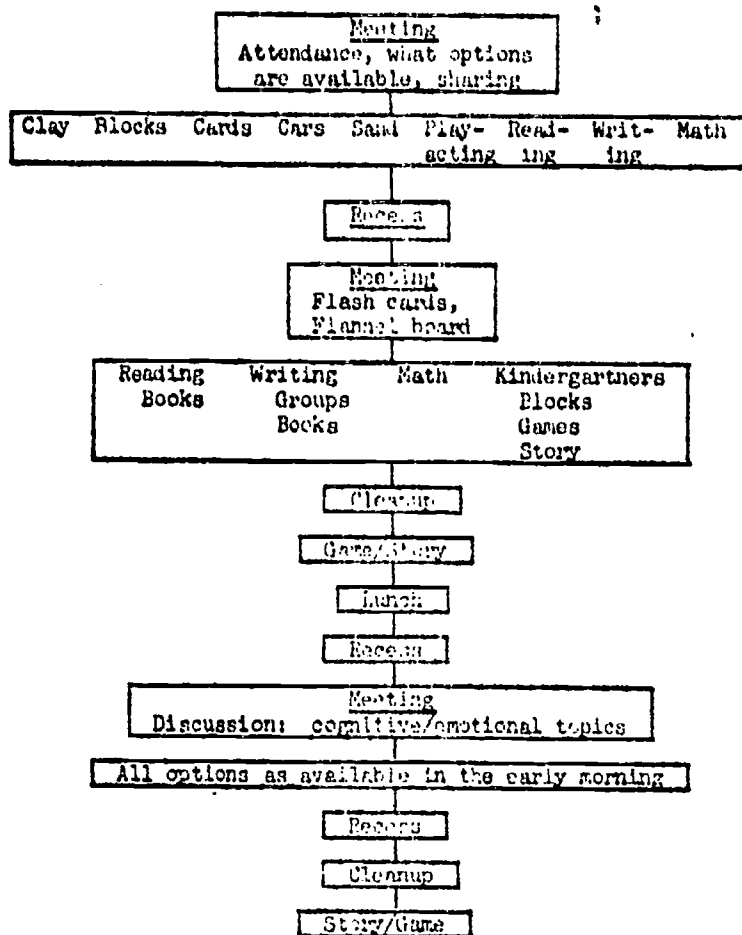 Meeting
Attendance, what options
are available, sharing
Clay Blocks Cards Cars Sand Play- Read- Writ- Math
acting ing ing
Recess
Meeting
Flash cards,
Flannel board
Reading Writing Math Kindergartners
Books Groups Blocks
Books Games
Story
Cleanup
Game/Story
Lunch
Recess
Meeting
Discussion: cognitive/emotional topics
All options as available in the early morning
Recess
Cleanup
Story/Game